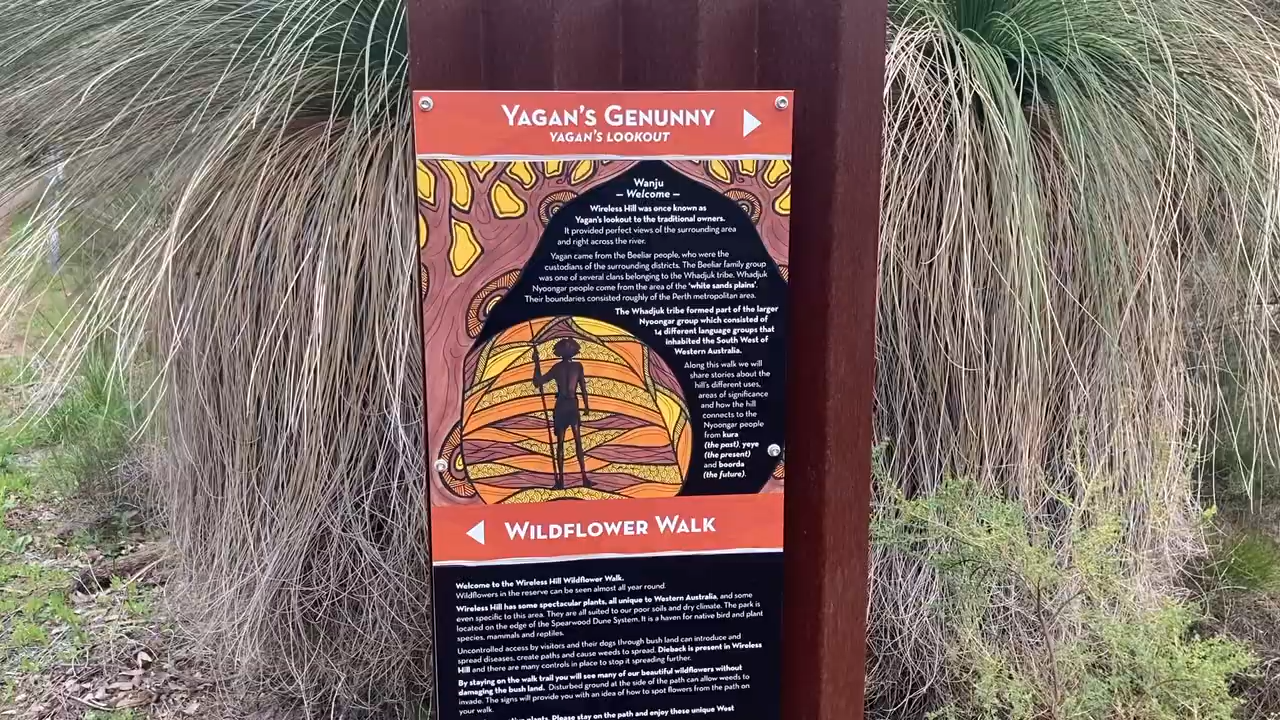 YAGAN'S GENUNNY
YAGAN'S LOOKOUT
Wanju
– Welcome –
Wireless Hill was once known as
Yagan's lookout to the traditional owners.
It provided perfect views of the surrounding area
and right across the river.
Yagan came from the Beeliar people, who were the
custodians of the surrounding districts. The Beeliar family group
was one of several clans belonging to the Whadjuk tribe. Whadjuk
Nyoongar people come from the area of the 'white sands plains'.
Their boundaries consisted roughly of the Perth metropolitan area.
The Whadjuk tribe formed part of the larger
Nyoongar group which consisted of
14 different language groups that
inhabited the South West of
Western Australia.
Along this walk we will
share stories about the
hill's different uses,
areas of significance
and how the hill
connects to the
Nyoongar people
from kura
(the past), yeye
(the present)
and boorda
(the future).
WILDFLOWER WALK
Welcome to the Wireless Hill Wildflower Walk.
Wildflowers in the reserve can be seen almost all year round.
Wireless Hill has some spectacular plants, all unique to Western Australia, and some
even specific to this area. They are all suited to our poor soils and dry climate. The park is
located on the edge of the Spearwood Dune System. It is a haven for native bird and plant
species, mammals and reptiles.
Uncontrolled access by visitors and their dogs through bush land can introduce and
spread diseases, create paths and cause weeds to spread. Dieback is present in Wireless
Hill and there are many controls in place to stop it spreading further.
By staying on the walk trail you will see many of our beautiful wildflowers without
damaging the bush land. Disturbed ground at the side of the path can allow weeds to
invade. The signs will provide you with an idea of how to spot flowers from the path on
your walk.
plants. Please stay on the path and enjoy these unique West